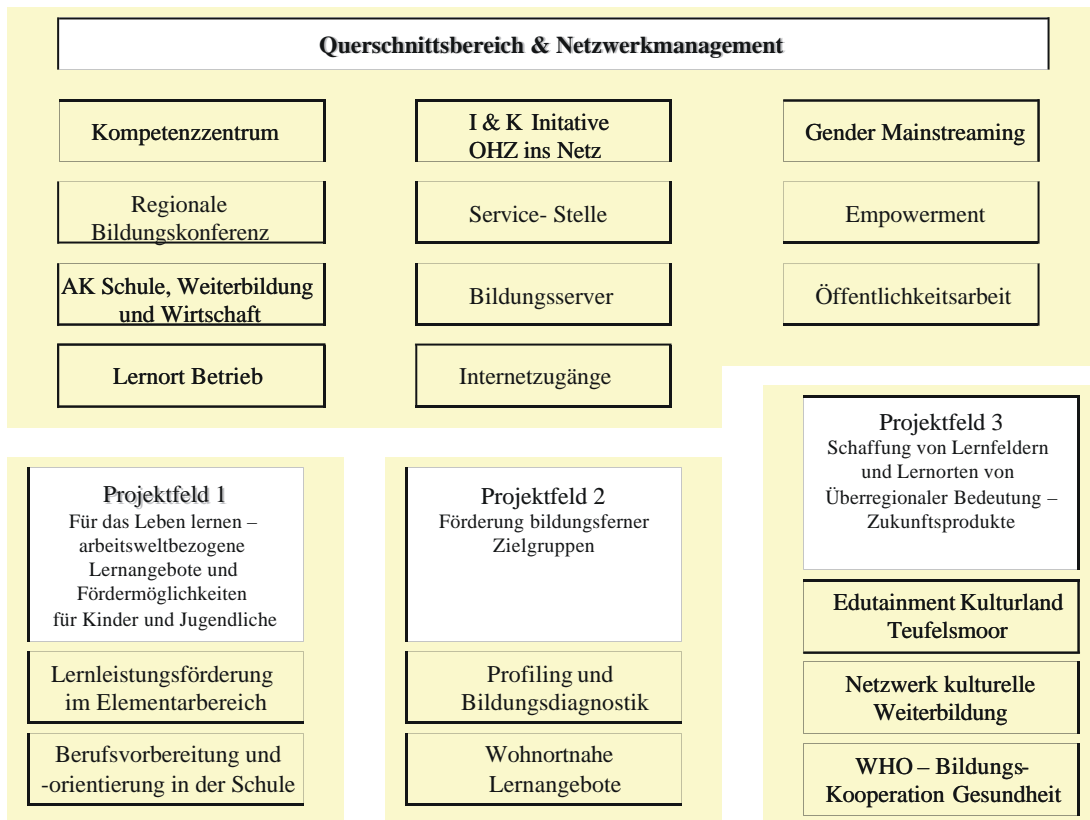 Querschnittsbereich & Netzwerkmanagement
Kompetenzzentrum
Regionale
Bildungskonferenz
AK Schule, Weiterbildung
und Wirtschaft
Lernort Betrieb
I & K Initative
OHZ ins Netz
Service- Stelle
Bildungsserver
Internetzugänge
Gender Mainstreaming
Empowerment
Öffentlichkeitsarbeit
Projektfeld 1
Für das Leben lernen –
arbeitsweltbezogene
Lernangebote und
Fördermöglichkeiten
für Kinder und Jugendliche
Lernleistungsförderung
im Elementarbereich
Berufsvorbereitung und
-orientierung in der Schule
Projektfeld 2
Förderung bildungsferner
Zielgruppen
Profiling und
Bildungsdiagnostik
Wohnortnahe
Lernangebote
Projektfeld 3
Schaffung von Lernfeldern
und Lernorten von
Überregionaler Bedeutung –
Zukunftsprodukte
Edutainment Kulturland
Teufelsmoor
Netzwerk kulturelle
Weiterbildung
WHO – Bildungs-
Kooperation Gesundheit